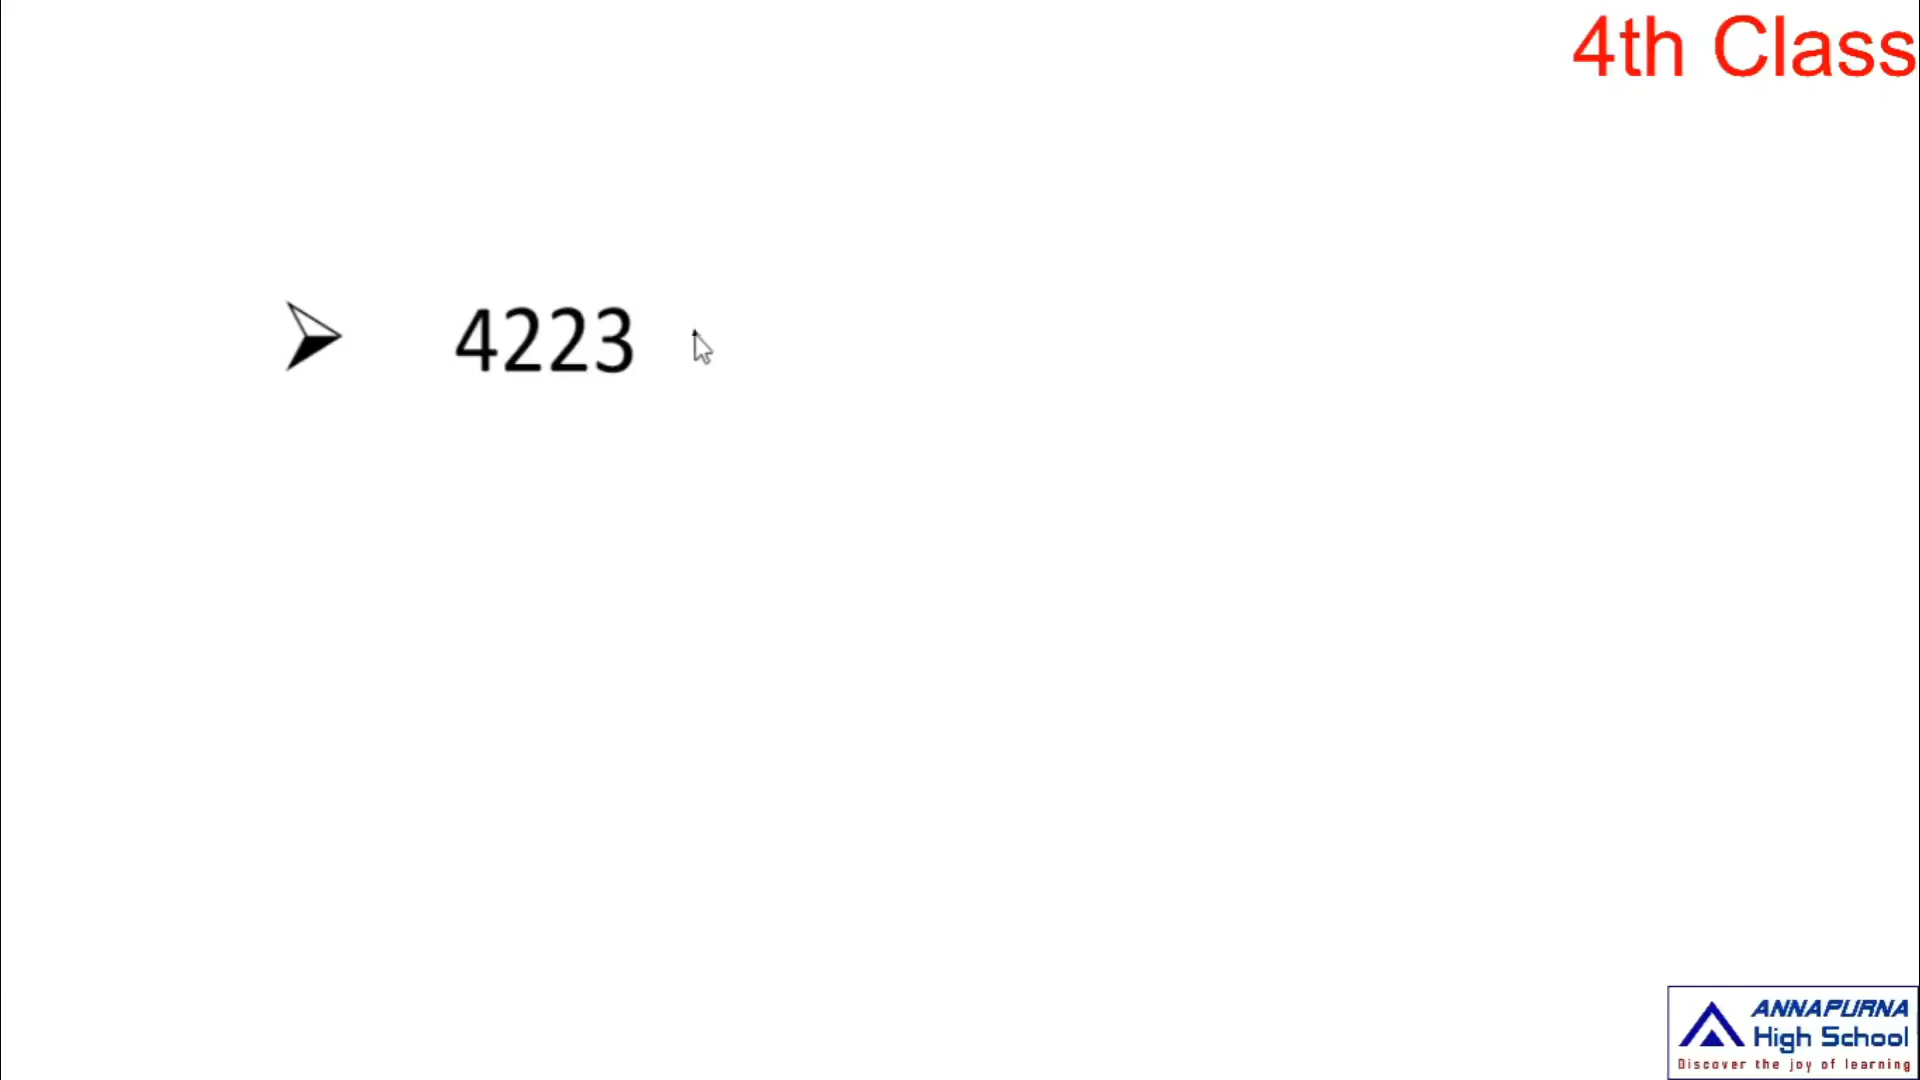 4th Class
➢ 4223
ANNAPURNA
High School
Discover the joy of learning